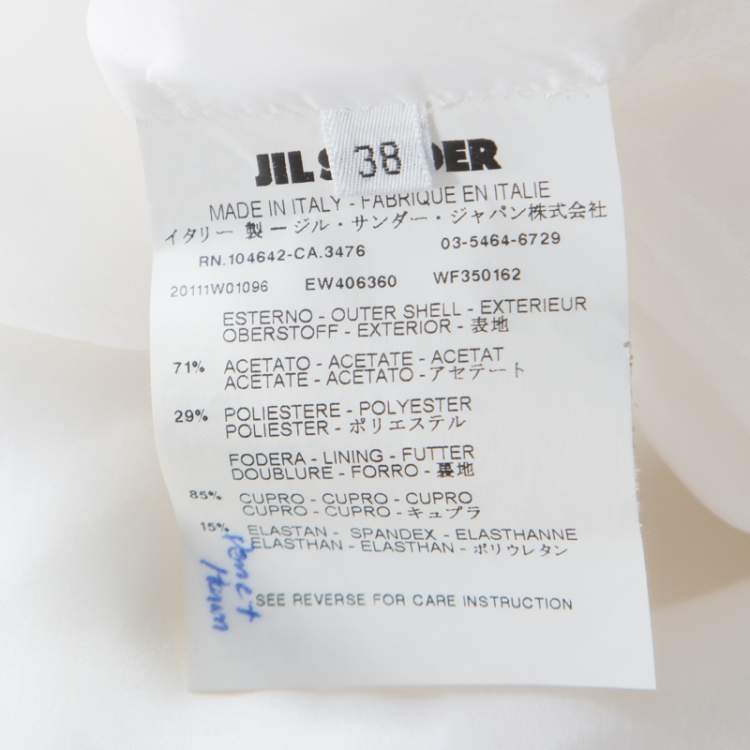 38
JIL SANDER
MADE IN ITALY - FABRIQUE EN ITALIE
イタリー 製 ー ジル・サンダー・ジャパン株式会社
RN.104642-CA.3476 03-5464-6729
20111W01096 EW406360 WF350162
ESTERNO - OUTER SHELL - EXTERIEUR
OBERSTOFF - EXTERIOR - 表地
71% ACETATO - ACETATE - ACETAT
ACETATE - ACETATO - アセテート
29% POLIESTERE - POLYESTER
POLIESTER - ポリエステル
FODERA - LINING - FUTTER
DOUBLURE - FORRO - 裏地
85% CUPRO - CUPRO - CUPRO
CUPRO - CUPRO - キュプラ
15% ELASTAN - SPANDEX - ELASTHANNE
ELASTHAN - ELASTHAN - ポリウレタン
SEE REVERSE FOR CARE INSTRUCTION